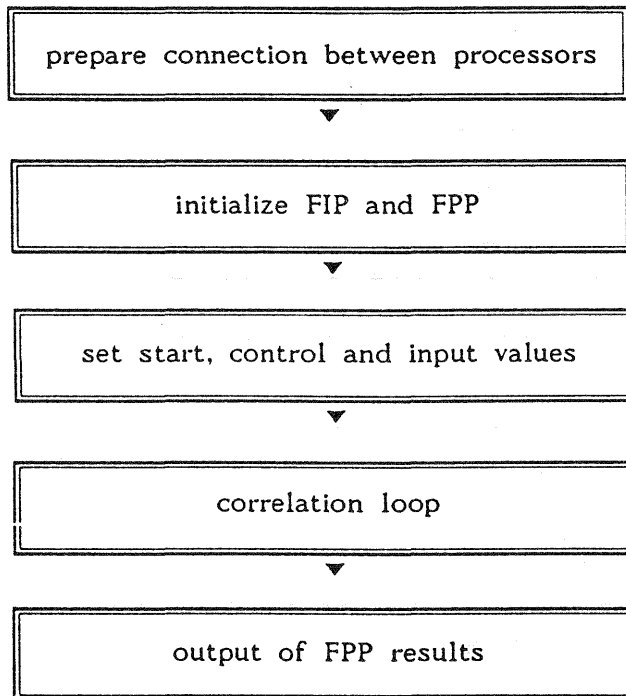 prepare connection between processors
initialize FIP and FPP
set start, control and input values
correlation loop
output of FPP results